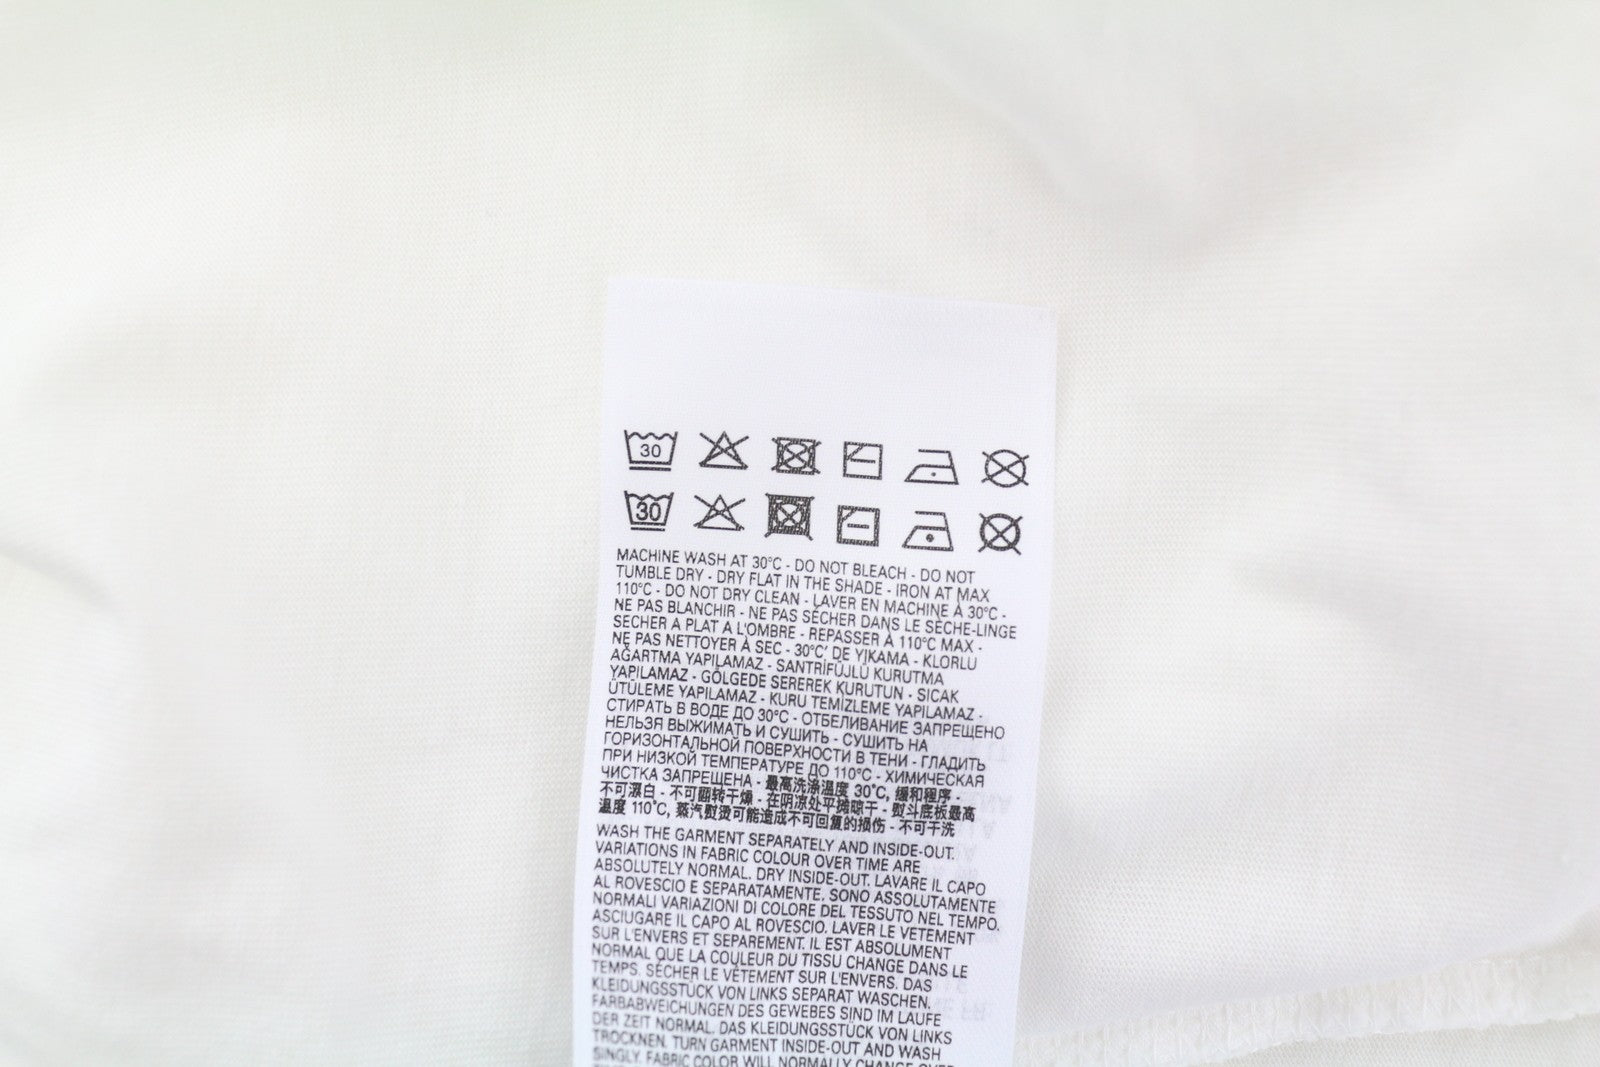 30
30
MACHINE WASH AT 30°C - DO NOT BLEACH - DO NOT
TUMBLE DRY - DRY FLAT IN THE SHADE - IRON AT MAX
110°C - DO NOT DRY CLEAN - LAVER EN MACHINE À 30°C -
NE PAS BLANCHIR - NE PAS SÉCHER DANS LE SÈCHE-LINGE
SECHER A PLAT A L'OMBRE - REPASSER À 110°C MAX -
NE PAS NETTOYER À SEC - 30°C' DE YIKAMA - KLORLU
AĞARTMA YAPILAMAZ - SANTRİFÜJLÜ KURUTMA
YAPILAMAZ - GÖLGEDE SEREREK KURUTUN - SICAK
ÜTÜLEME YAPILAMAZ - KURU TEMİZLEME YAPILAMAZ -
СТИРАТЬ В ВОДЕ ДО 30°C - ОТБЕЛИВАНИЕ ЗАПРЕЩЕНО
НЕЛЬЗЯ ВЫЖИМАТЬ И СУШИТЬ - СУШИТЬ НА
ГОРИЗОНТАЛЬНОЙ ПОВЕРХНОСТИ В ТЕНИ - ГЛАДИТЬ
ПРИ НИЗКОЙ ТЕМПЕРАТУРЕ ДО 110°C - ХИМИЧЕСКАЯ
ЧИСТКА ЗАПРЕЩЕНА - 最高洗涤温度 30°C, 缓和程序 -
不可漂白 - 不可翻转干燥 - 在阴凉处平摊晾干 - 熨斗底板最高
温度 110°C, 蒸汽熨烫可能造成不可回复的损伤 - 不可干洗
WASH THE GARMENT SEPARATELY AND INSIDE-OUT.
VARIATIONS IN FABRIC COLOUR OVER TIME ARE
ABSOLUTELY NORMAL. DRY INSIDE-OUT. LAVARE IL CAPO
AL ROVESCIO E SEPARATAMENTE. SONO ASSOLUTAMENTE
NORMALI VARIAZIONI DI COLORE DEL TESSUTO NEL TEMPO.
ASCIUGARE IL CAPO AL ROVESCIO. LAVER LE VETEMENT
SUR L'ENVERS ET SEPAREMENT. IL EST ABSOLUMENT
NORMAL QUE LA COULEUR DU TISSU CHANGE DANS LE
TEMPS. SÉCHER LE VÊTEMENT SUR L'ENVERS. DAS
KLEIDUNGSSTÜCK VON LINKS SEPARAT WASCHEN.
FARBABWEICHUNGEN DES GEWEBES SIND IM LAUFE
DER ZEIT NORMAL. DAS KLEIDUNGSSTÜCK VON LINKS
TROCKNEN. TURN GARMENT INSIDE-OUT AND WASH
SINGLY. FABRIC COLOR WILL NORMALLY CHANGE OVER